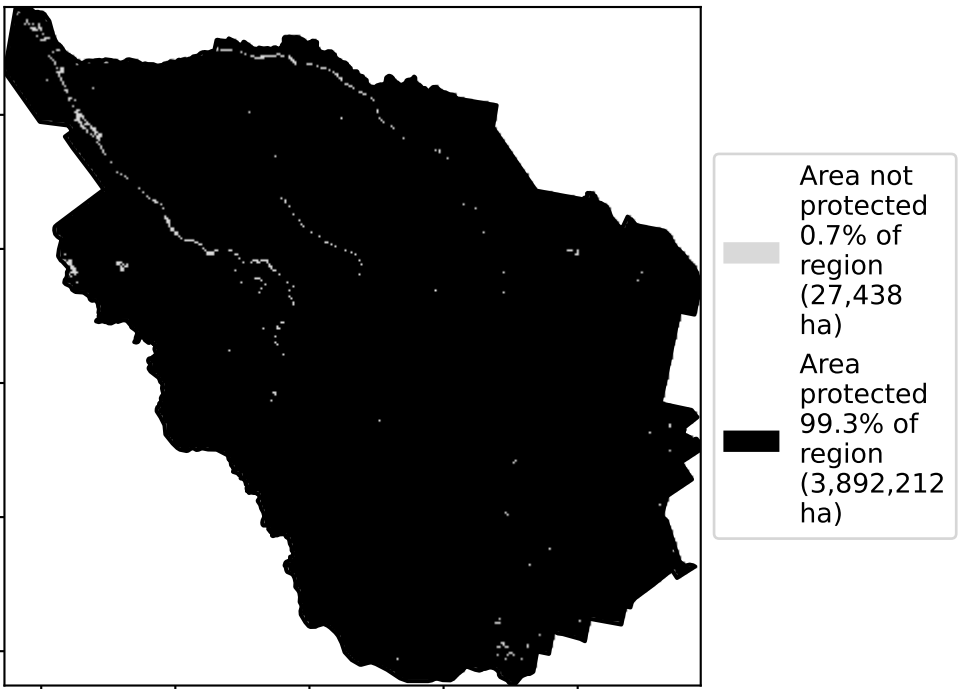 Area not
protected
0.7% of
region
(27,438
ha)
Area
protected
99.3% of
region
(3,892,212
ha)